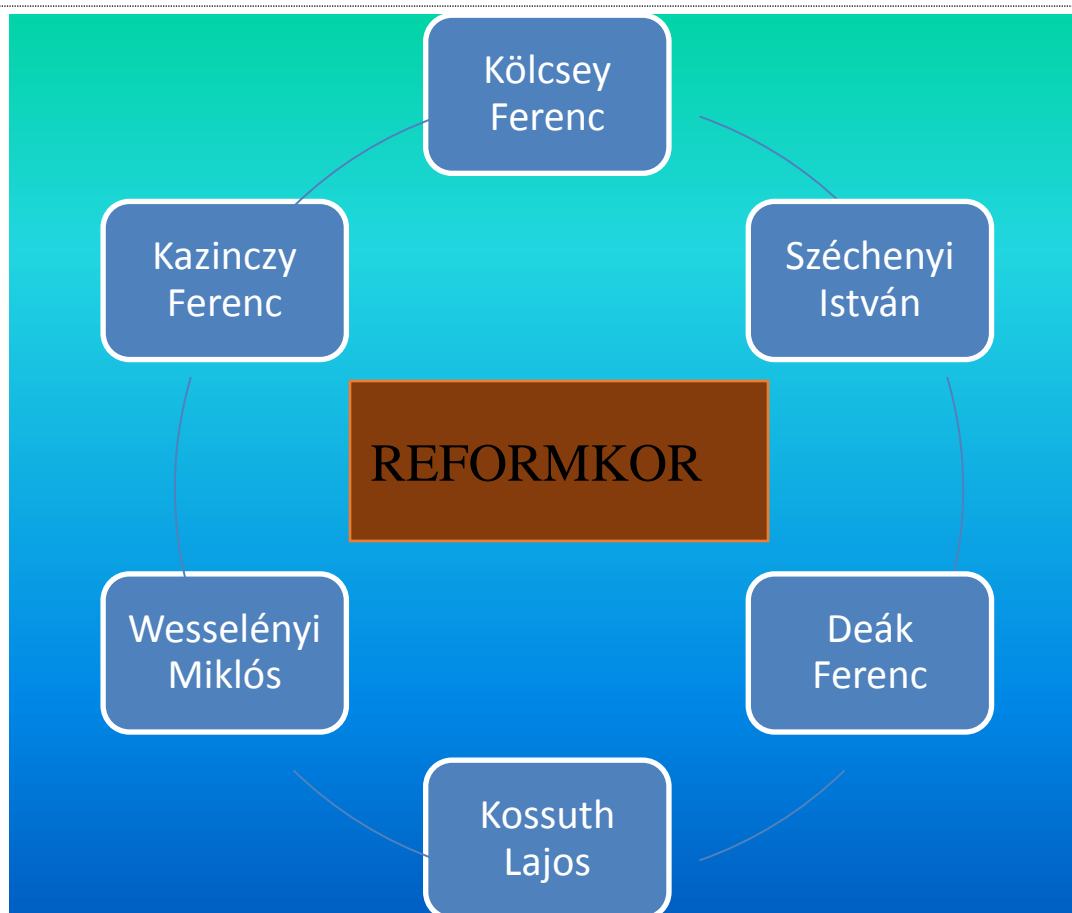 Kölcsey
Ferenc
Kazinczy
Ferenc
Széchenyi
István
REFORMKOR
Wesselényi
Miklós
Deák
Ferenc
Kossuth
Lajos